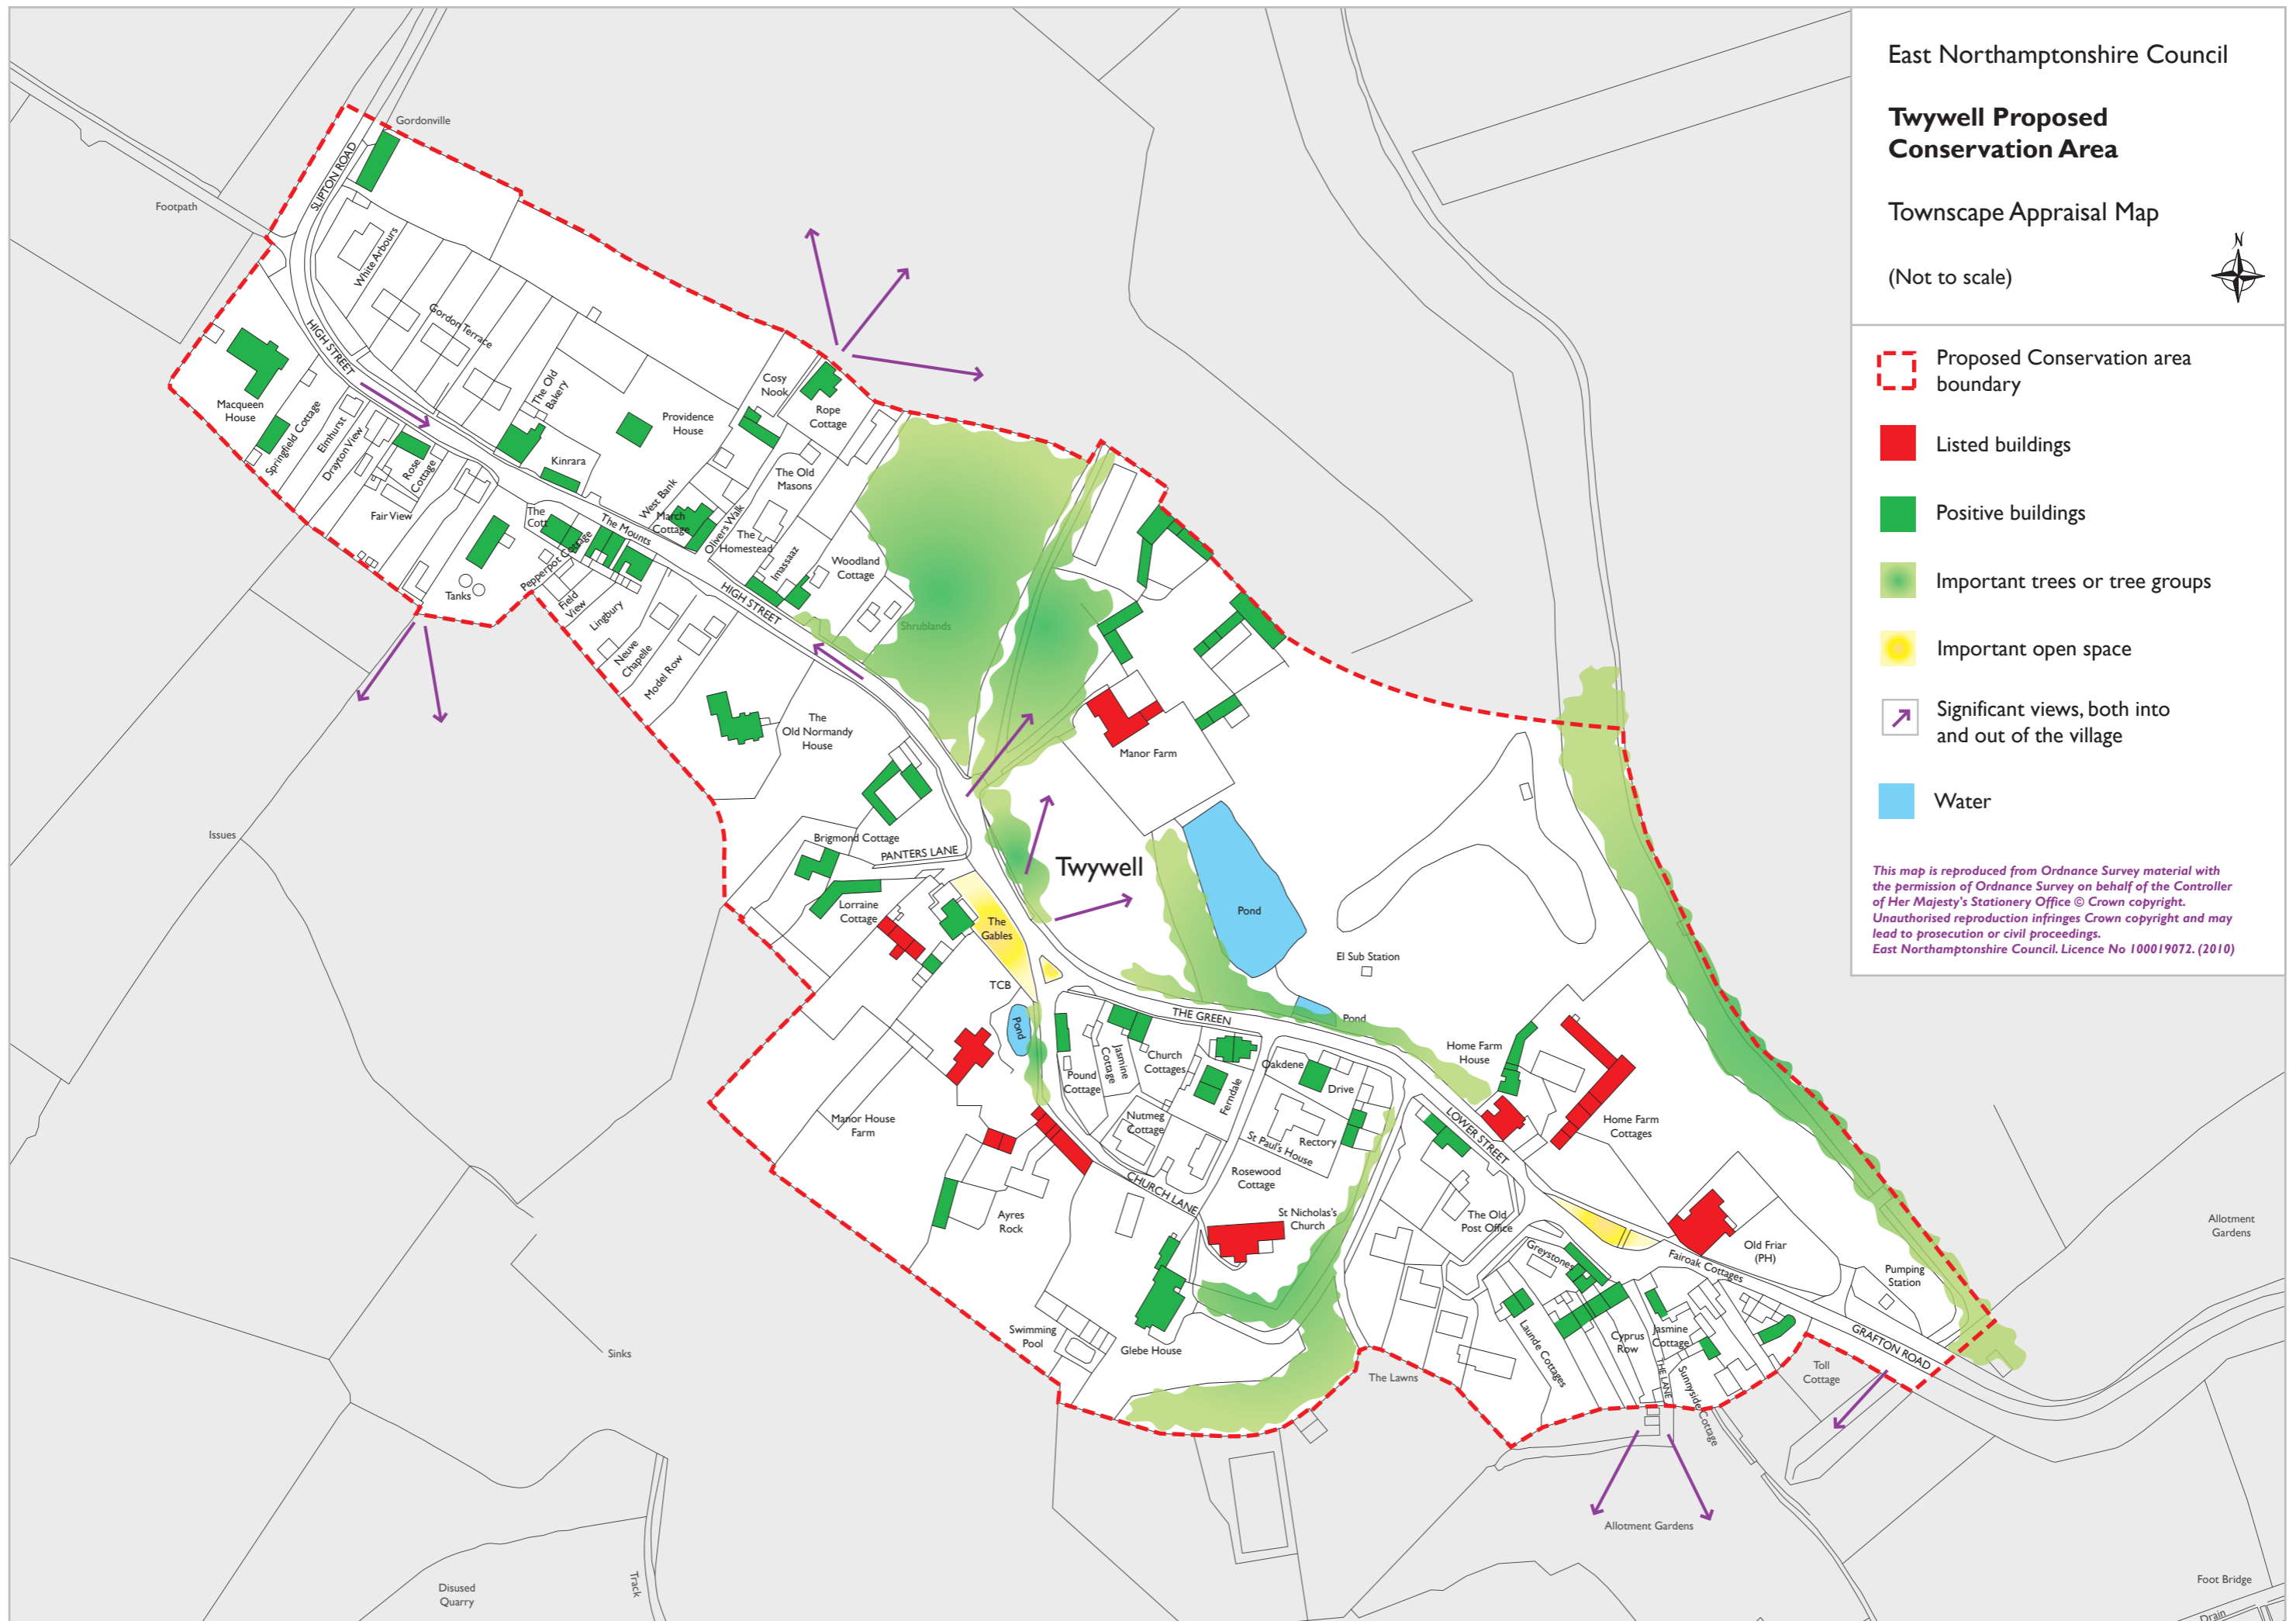 East Northamptonshire Council
Twywell Proposed
Conservation Area
Townscape Appraisal Map
(Not to scale)
N
Proposed Conservation area
boundary
Listed buildings
Positive buildings
Important trees or tree groups
Important open space
Significant views, both into
and out of the village
Water
This map is reproduced from Ordnance Survey material with
the permission of Ordnance Survey on behalf of the Controller
of Her Majesty's Stationery Office © Crown copyright.
Unauthorised reproduction infringes Crown copyright and may
lead to prosecution or civil proceedings.
East Northamptonshire Council. Licence No 100019072. (2010)
Gordonville
SLIPTON ROAD
Footpath
White Arbours
Gordon Terrace
HIGH STREET
Macqueen
House
Springfield Cottage
Elmhurst
Drayton View
Rose
Cottage
Fair View
The Old
Bakery
Kinrara
Providence
House
Cosy
Nook
Rope
Cottage
The Old
Masons
West Bank
March
Cottage
Olivers Walk
The
Homestead
Imassaaz
Woodland
Cottage
The
Cott
The Mounts
Pepperpot Cottage
Tanks
Field
View
Lingbury
Neuve
Chapelle
Model Row
HIGH STREET
Shrublands
The
Old Normandy
House
Manor Farm
Issues
Brigmond Cottage
PANTERS LANE
Twywell
Lorraine
Cottage
The
Gables
Pond
El Sub Station
TCB
Pond
THE GREEN
Pond
Pound
Cottage
Jasmine
Cottage
Church
Cottages
Ferndale
Oakdene
Drive
Home Farm
House
Manor House
Farm
Nutmeg
Cottage
St Paul's House
Rectory
LOWER STREET
Home Farm
Cottages
CHURCH LANE
Rosewood
Cottage
Ayres
Rock
St Nicholas's
Church
The Old
Post Office
Old Friar
(PH)
Fairoak Cottages
Greystones
Pumping
Station
Allotment
Gardens
Swimming
Pool
Glebe House
Launde Cottages
Cyprus
Row
Jasmine
Cottage
THE LANE
Sunnyside Cottage
GRAFTON ROAD
Toll
Cottage
The Lawns
Sinks
Allotment Gardens
Disused
Quarry
Track
Foot Bridge
Drain